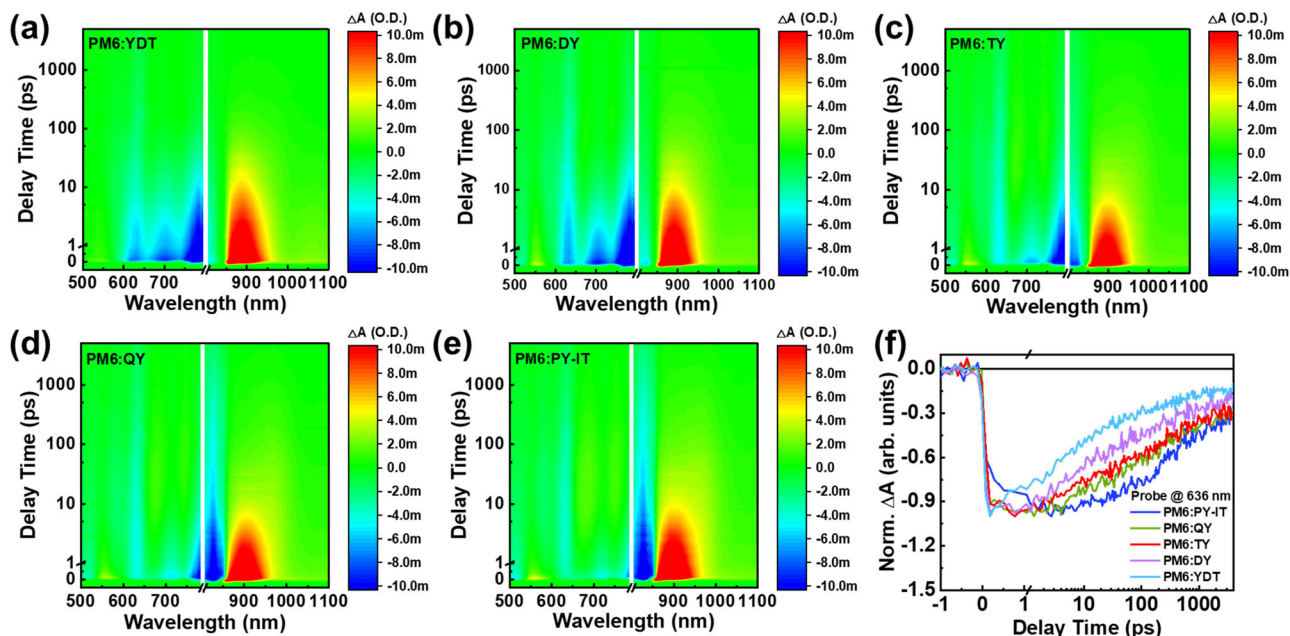 (a)
PM6:YDT
Delay Time (ps)
1000
100
10
1
0
500 600 700 800 900 1000 1100
Wavelength (nm)
△A (O.D.)
10.0m
8.0m
6.0m
4.0m
2.0m
0.0
-2.0m
-4.0m
-6.0m
-8.0m
-10.0m
(b)
PM6:DY
Delay Time (ps)
1000
100
10
1
0
500 600 700 800 900 1000 1100
Wavelength (nm)
△A (O.D.)
10.0m
8.0m
6.0m
4.0m
2.0m
0.0
-2.0m
-4.0m
-6.0m
-8.0m
-10.0m
(c)
PM6:TY
Delay Time (ps)
1000
100
10
1
0
500 600 700 800 900 1000 1100
Wavelength (nm)
△A (O.D.)
10.0m
8.0m
6.0m
4.0m
2.0m
0.0
-2.0m
-4.0m
-6.0m
-8.0m
-10.0m
(d)
PM6:QY
Delay Time (ps)
1000
100
10
1
0
500 600 700 800 900 1000 1100
Wavelength (nm)
△A (O.D.)
10.0m
8.0m
6.0m
4.0m
2.0m
0.0
-2.0m
-4.0m
-6.0m
-8.0m
-10.0m
(e)
PM6:PY-IT
Delay Time (ps)
1000
100
10
1
0
500 600 700 800 900 1000 1100
Wavelength (nm)
△A (O.D.)
10.0m
8.0m
6.0m
4.0m
2.0m
0.0
-2.0m
-4.0m
-6.0m
-8.0m
-10.0m
(f)
Norm. △A (arb. units)
0.0
-0.3
-0.6
-0.9
-1.2
-1.5
Probe @ 636 nm
PM6:PY-IT
PM6:QY
PM6:TY
PM6:DY
PM6:YDT
-1 0 1 10 100 1000
Delay Time (ps)